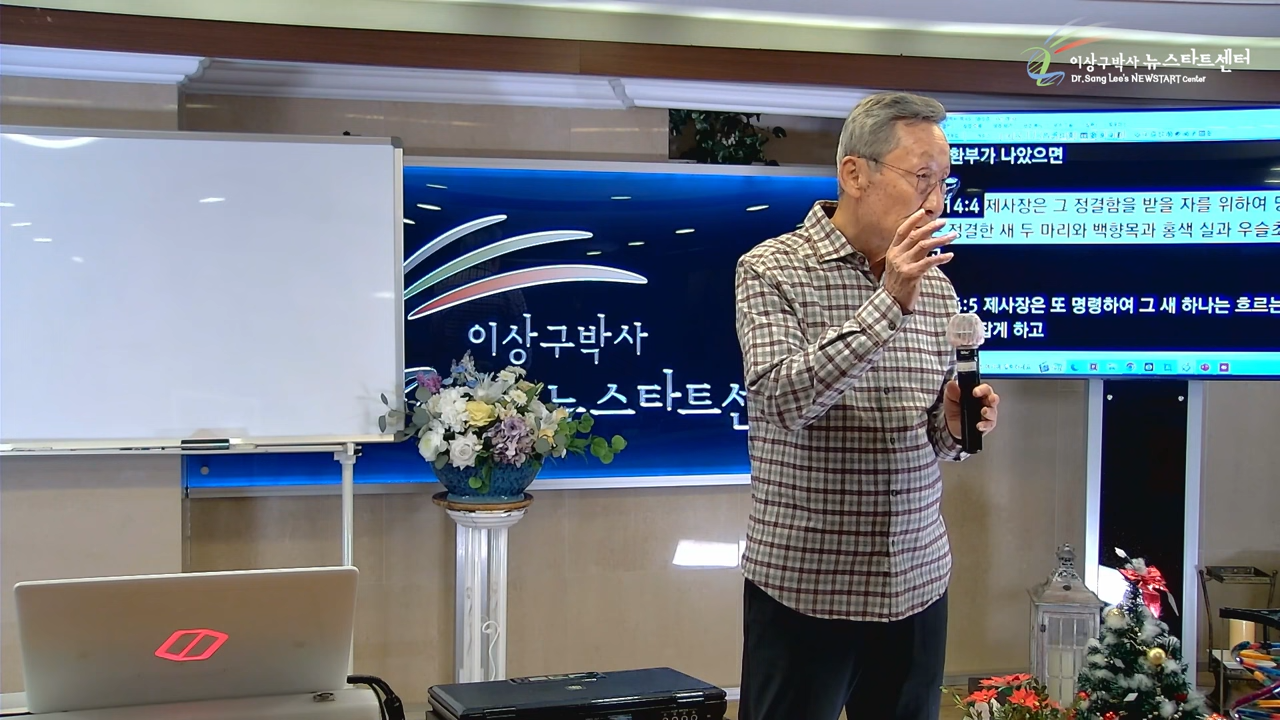 이상구박사 뉴스타트센터
Dr. Sang Lee's NEWSTART Center
환부가 나았으면
14:4 제사장은 그 정결함을 받을 자를 위하여
정결한 새 두 마리와 백향목과 홍색 실과 우슬초
:5 제사장은 또 명령하여 그 새 하나는 흐르는
잡게 하고
이상구박사
뉴스타트센